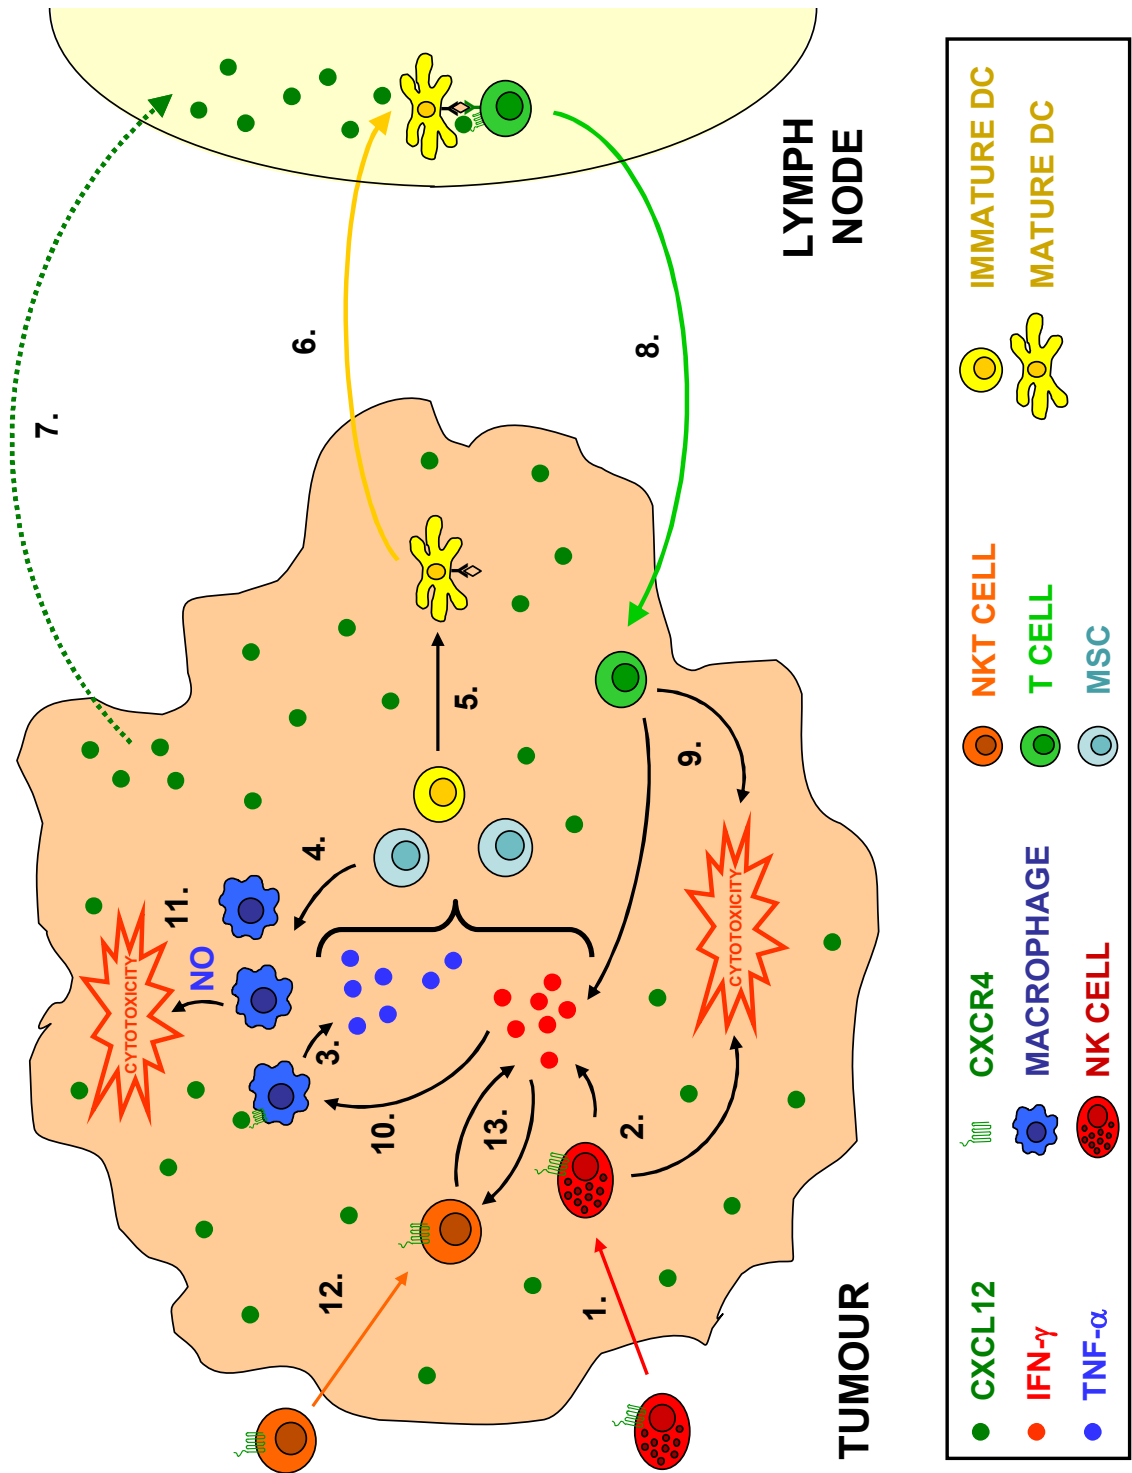 7.
6.
8.
LYMPH
NODE
CYTOTOXICITY
11.
NO
4.
3.
5.
9.
10.
13.
2.
CYTOTOXICITY
12.
1.
TUMOUR
CXCL12
CXCR4
NKT CELL
IMMATURE DC
IFN-γ
MACROPHAGE
T CELL
MATURE DC
TNF-α
NK CELL
MSC